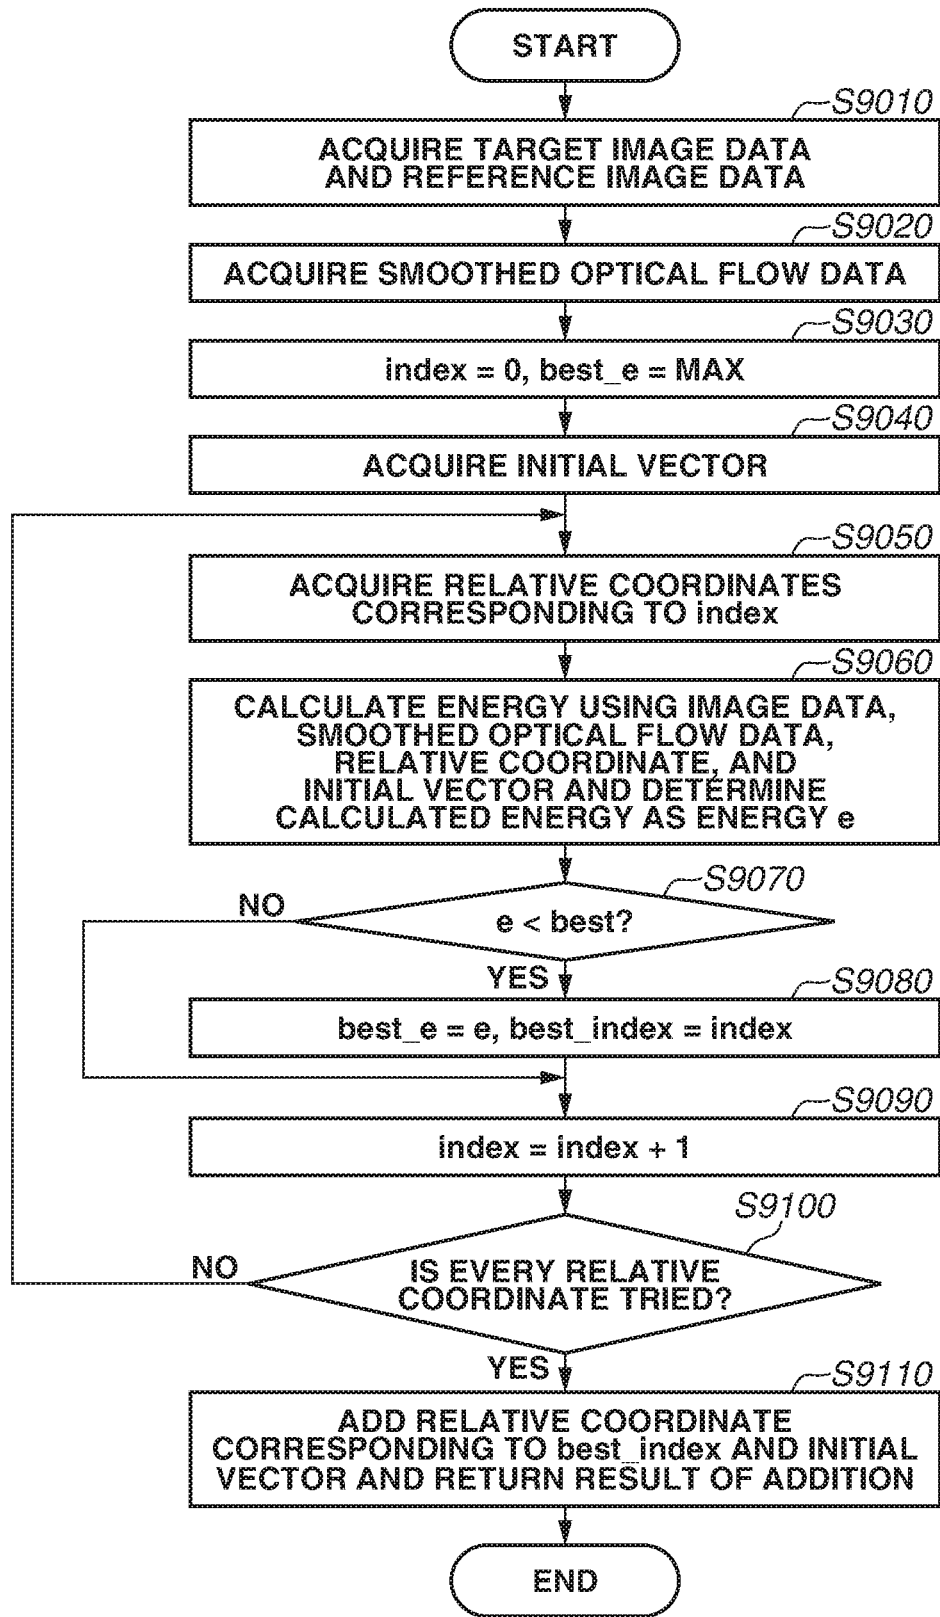 START
S9010
ACQUIRE TARGET IMAGE DATA
AND REFERENCE IMAGE DATA
S9020
ACQUIRE SMOOTHED OPTICAL FLOW DATA
S9030
index = 0, best_e = MAX
S9040
ACQUIRE INITIAL VECTOR
S9050
ACQUIRE RELATIVE COORDINATES
CORRESPONDING TO index
S9060
CALCULATE ENERGY USING IMAGE DATA,
SMOOTHED OPTICAL FLOW DATA,
RELATIVE COORDINATE, AND
INITIAL VECTOR AND DETERMINE
CALCULATED ENERGY AS ENERGY e
S9070
NO
e < best?
YES
S9080
best_e = e, best_index = index
S9090
index = index + 1
S9100
NO
IS EVERY RELATIVE
COORDINATE TRIED?
YES
S9110
ADD RELATIVE COORDINATE
CORRESPONDING TO best_index AND INITIAL
VECTOR AND RETURN RESULT OF ADDITION
END